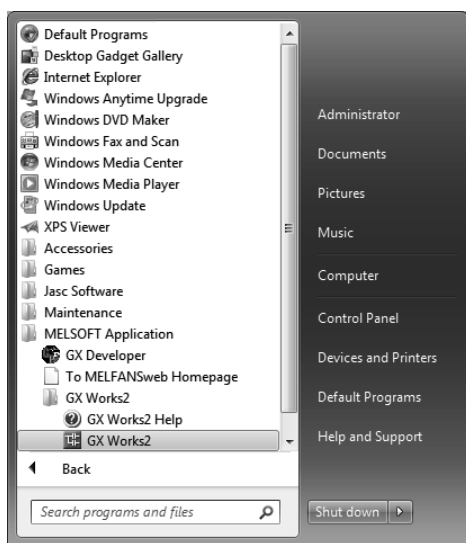 Default Programs
Desktop Gadget Gallery
Internet Explorer
Windows Anytime Upgrade
Windows DVD Maker
Windows Fax and Scan
Windows Media Center
Windows Media Player
Windows Update
XPS Viewer
Accessories
Games
Jasc Software
Maintenance
MELSOFT Application
GX Developer
To MELFANSweb Homepage
GX Works2
GX Works2 Help
GX Works2
Back
Search programs and files
Administrator
Documents
Pictures
Music
Computer
Control Panel
Devices and Printers
Default Programs
Help and Support
Shut down